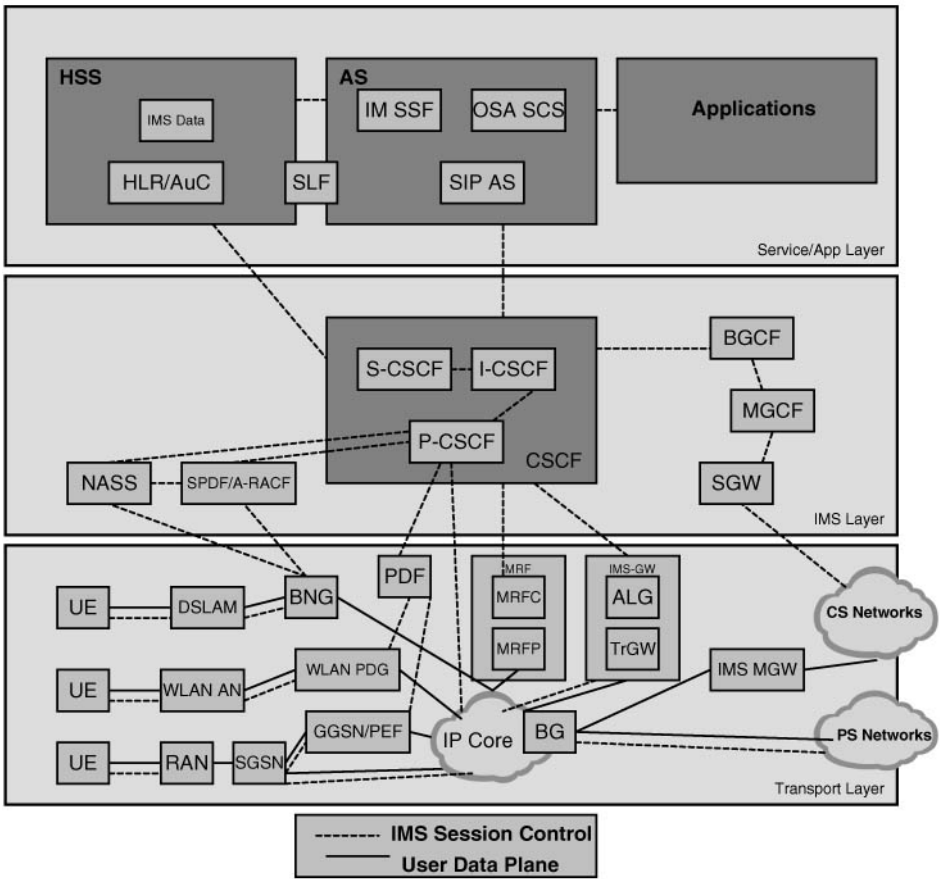 HSS
AS
IMS Data
IM SSF
OSA SCS
Applications
HLR/AuC
SLF
SIP AS
Service/App Layer
S-CSCF
I-CSCF
BGCF
P-CSCF
MGCF
CSCF
NASS
SPDF/A-RACF
SGW
IMS Layer
PDF
MRF
IMS-GW
UE
DSLAM
BNG
MRFC
ALG
CS Networks
MRFP
TrGW
UE
WLAN AN
WLAN PDG
IMS MGW
GGSN/PEF
IP Core
BG
PS Networks
UE
RAN
SGSN
Transport Layer
IMS Session Control
User Data Plane